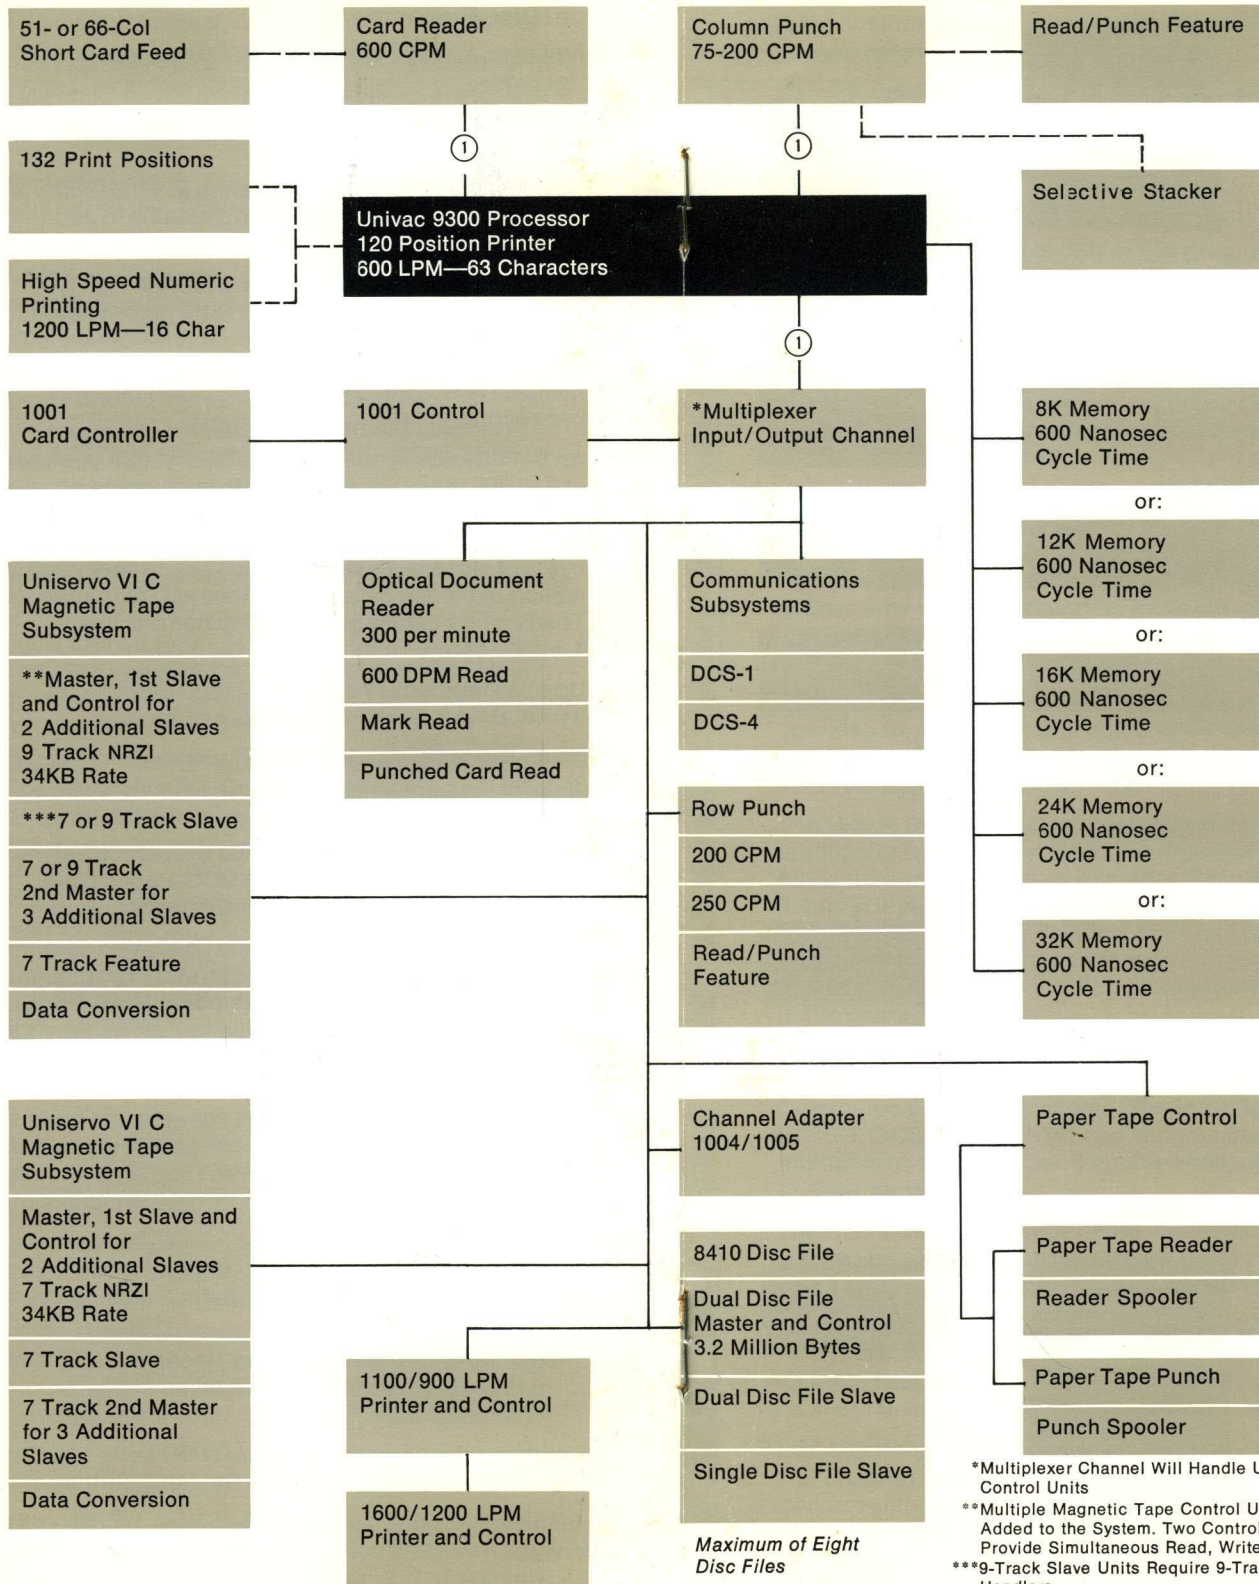 51- or 66-Col
Short Card Feed
Card Reader
600 CPM
Column Punch
75-200 CPM
Read/Punch Feature
1
1
132 Print Positions
Selective Stacker
Univac 9300 Processor
120 Position Printer
600 LPM—63 Characters
High Speed Numeric
Printing
1200 LPM—16 Char
1
1001
Card Controller
1001 Control
*Multiplexer
Input/Output Channel
8K Memory
600 Nanosec
Cycle Time
or:
12K Memory
600 Nanosec
Cycle Time
or:
16K Memory
600 Nanosec
Cycle Time
or:
24K Memory
600 Nanosec
Cycle Time
or:
32K Memory
600 Nanosec
Cycle Time
Uniservo VI C
Magnetic Tape
Subsystem
**Master, 1st Slave
and Control for
2 Additional Slaves
9 Track NRZI
34KB Rate
***7 or 9 Track Slave
7 or 9 Track
2nd Master for
3 Additional Slaves
7 Track Feature
Data Conversion
Optical Document
Reader
300 per minute
600 DPM Read
Mark Read
Punched Card Read
Communications
Subsystems
DCS-1
DCS-4
Row Punch
200 CPM
250 CPM
Read/Punch
Feature
Uniservo VI C
Magnetic Tape
Subsystem
Master, 1st Slave and
Control for
2 Additional Slaves
7 Track NRZI
34KB Rate
7 Track Slave
7 Track 2nd Master
for 3 Additional
Slaves
Data Conversion
1100/900 LPM
Printer and Control
1600/1200 LPM
Printer and Control
Channel Adapter
1004/1005
8410 Disc File
Dual Disc File
Master and Control
3.2 Million Bytes
Dual Disc File Slave
Single Disc File Slave
Maximum of Eight
Disc Files
Paper Tape Control
Paper Tape Reader
Reader Spooler
Paper Tape Punch
Punch Spooler
*Multiplexer Channel Will Handle
Control Units
**Multiple Magnetic Tape Control
Added to the System. Two Control
Provide Simultaneous Read, Write
***9-Track Slave Units Require